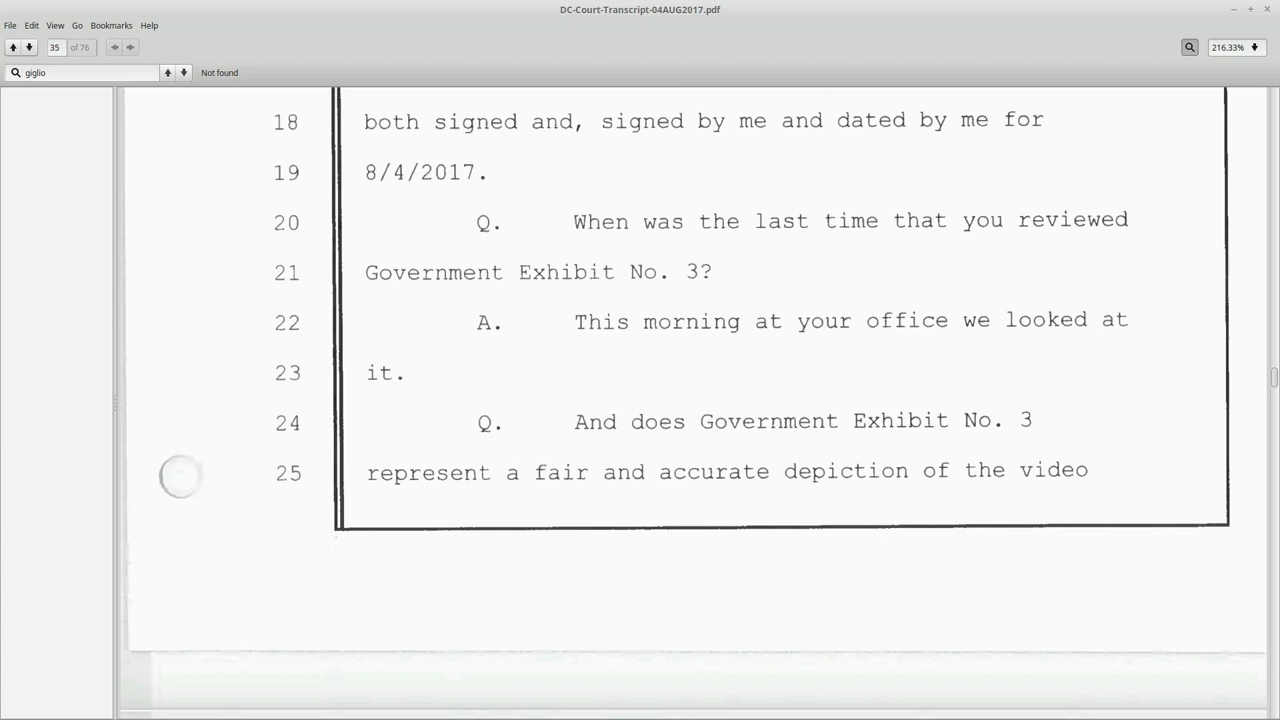 DC-Court-Transcript-04AUG2017.pdf
File Edit View Go Bookmarks Help
35 of 76
216.33%
giglio
Not found
18 both signed and, signed by me and dated by me for
19 8/4/2017.
20 Q. When was the last time that you reviewed
21 Government Exhibit No. 3?
22 A. This morning at your office we looked at
23 it.
24 Q. And does Government Exhibit No. 3
25 represent a fair and accurate depiction of the video